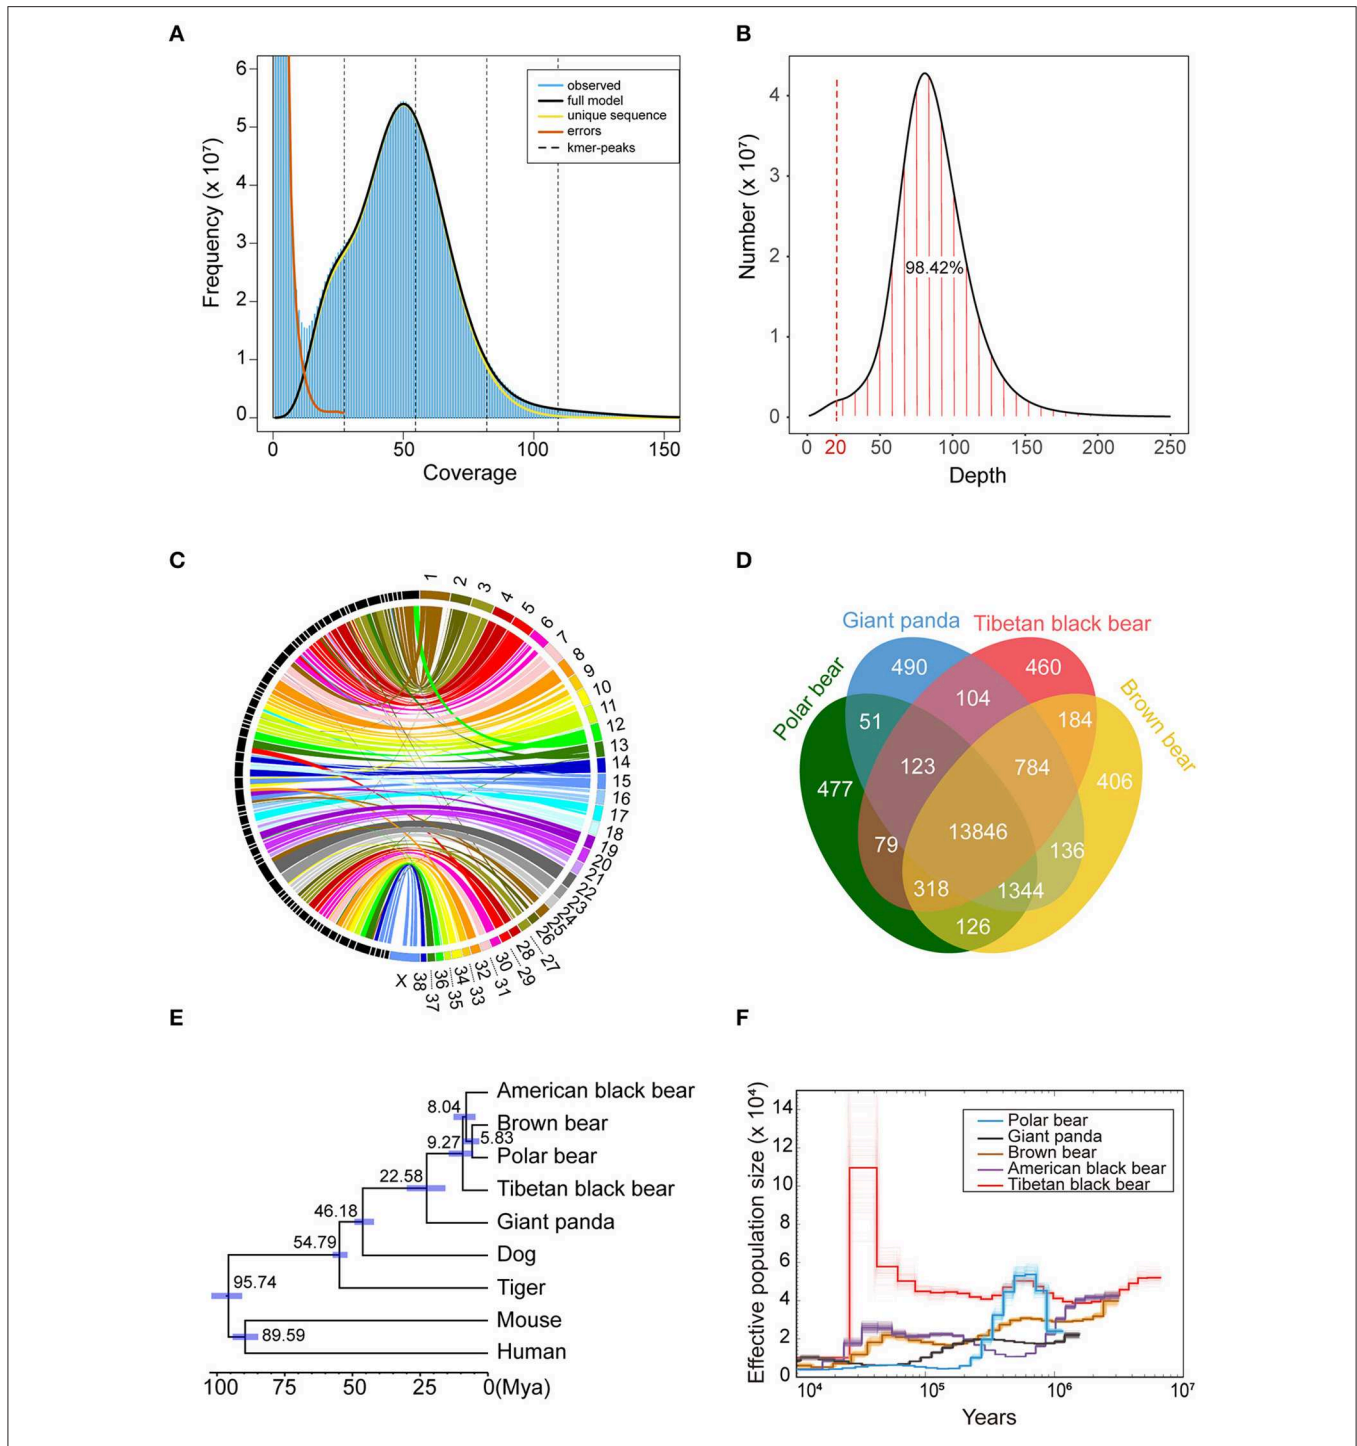 A
6
5
4
3
2
1
0
Frequency (x 10⁷)
observed
full model
unique sequence
errors
kmer-peaks
0 50 100 150
Coverage
B
4
3
2
1
0
Number (x 10⁷)
98.42%
0 20 50 100 150 200 250
Depth
C
1
2
3
4
5
6
7
8
9
10
11
12
13
14
15
16
17
18
19
20
21
22
23
24
25
26
27
28
29
30
31
32
33
34
35
36
37
38
X
D
Giant panda Tibetan black bear
Polar bear
Brown bear
490 460
104
51 184
123 784
477 406
13846
79 136
318 1344
126
E
American black bear
8.04
Brown bear
9.27 5.83
Polar bear
22.58
Tibetan black bear
46.18
Giant panda
54.79
Dog
95.74
Tiger
Mouse
89.59
Human
100 75 50 25 0(Mya)
F
Effective population size (x 10⁴)
14
12
10
8
6
4
2
0
Polar bear
Giant panda
Brown bear
American black bear
Tibetan black bear
10⁴ 10⁵ 10⁶ 10⁷
Years